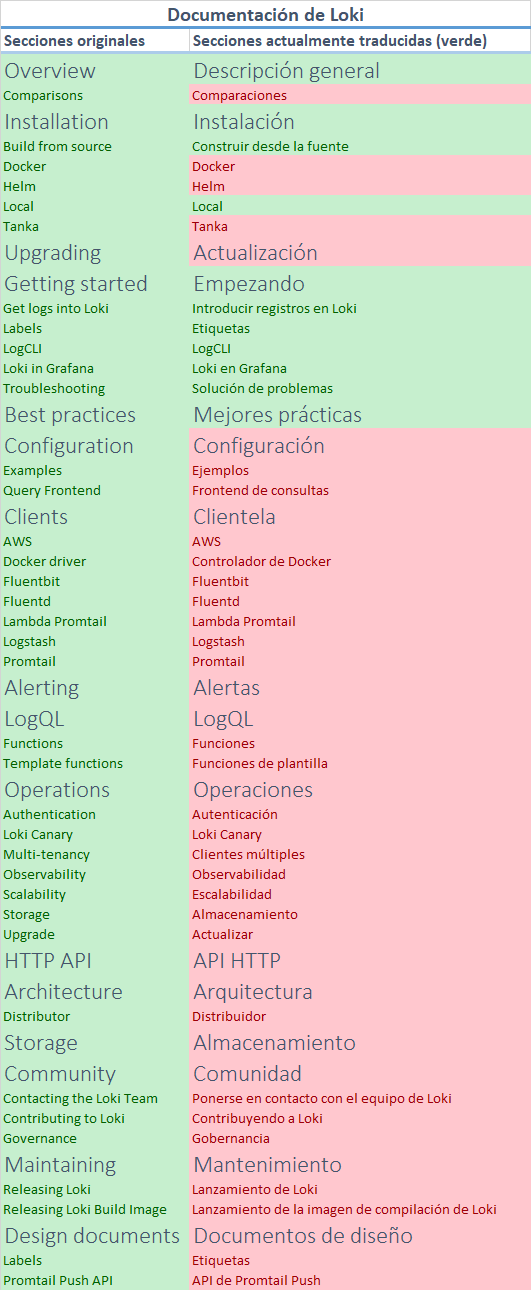 Documentación de Loki
Secciones originales Secciones actualmente traducidas (verde)
Overview Descripción general
Comparisons Comparaciones
Installation Instalación
Build from source Construir desde la fuente
Docker Docker
Helm Helm
Local Local
Tanka Tanka
Upgrading Actualización
Getting started Empezando
Get logs into Loki Introducir registros en Loki
Labels Etiquetas
LogCLI LogCLI
Loki in Grafana Loki en Grafana
Troubleshooting Solución de problemas
Best practices Mejores prácticas
Configuration Configuración
Examples Ejemplos
Query Frontend Frontend de consultas
Clients Clientela
AWS AWS
Docker driver Controlador de Docker
Fluentbit Fluentbit
Fluentd Fluentd
Lambda Promtail Lambda Promtail
Logstash Logstash
Promtail Promtail
Alerting Alertas
LogQL LogQL
Functions Funciones
Template functions Funciones de plantilla
Operations Operaciones
Authentication Autenticación
Loki Canary Loki Canary
Multi-tenancy Clientes múltiples
Observability Observabilidad
Scalability Escalabilidad
Storage Almacenamiento
Upgrade Actualizar
HTTP API API HTTP
Architecture Arquitectura
Distributor Distribuidor
Storage Almacenamiento
Community Comunidad
Contacting the Loki Team Ponerse en contacto con el equipo de Loki
Contributing to Loki Contribuyendo a Loki
Governance Gobernancia
Maintaining Mantenimiento
Releasing Loki Lanzamiento de Loki
Releasing Loki Build Image Lanzamiento de la imagen de compilación de Loki
Design documents Documentos de diseño
Labels Etiquetas
Promtail Push API API de Promtail Push